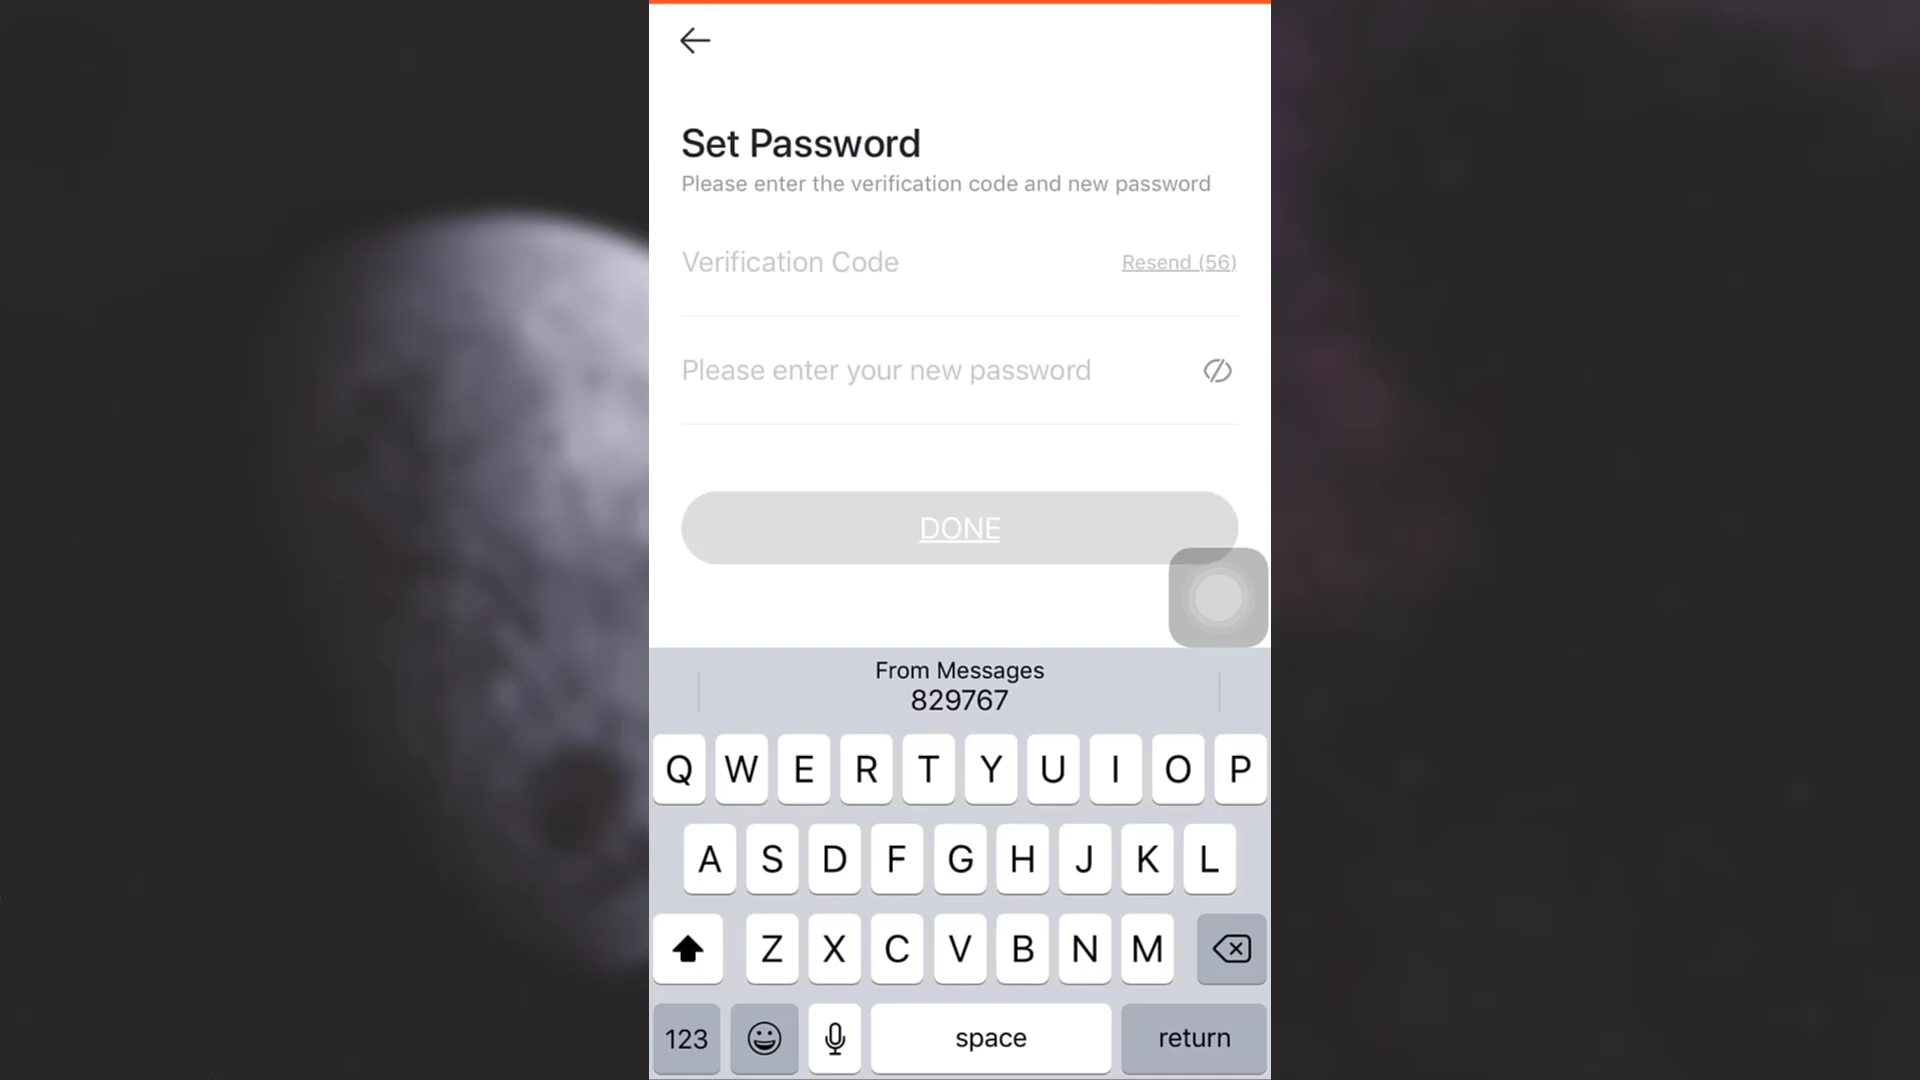 Set Password
Please enter the verification code and new password
Verification Code
Resend (56)
Please enter your new password
DONE
From Messages
829767
Q W E R T Y U I O P
A S D F G H J K L
Z X C V B N M
123 space return